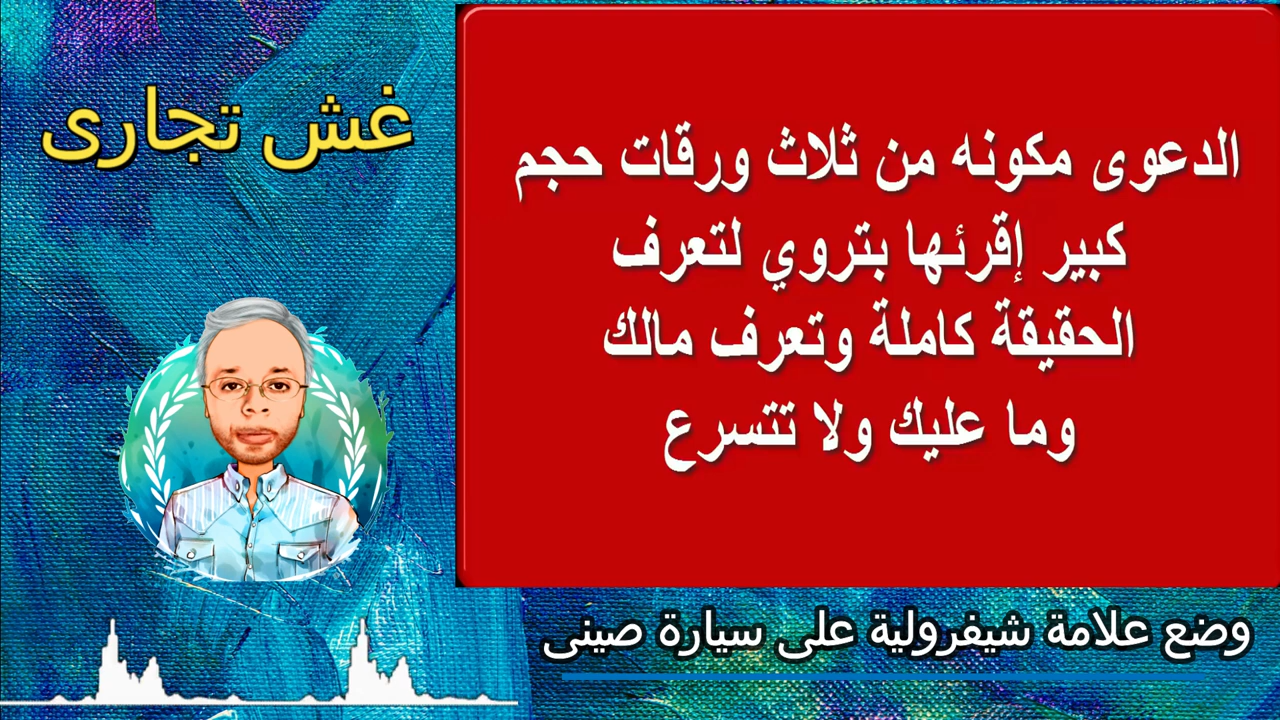 غش تجارى
الدعوى مكونه من ثلاث ورقات حجم
كبير إقرئها بتروي لتعرف
الحقيقة كاملة وتعرف مالك
وما عليك ولا تتسرع
وضع علامة شيفرولية على سيارة صينى